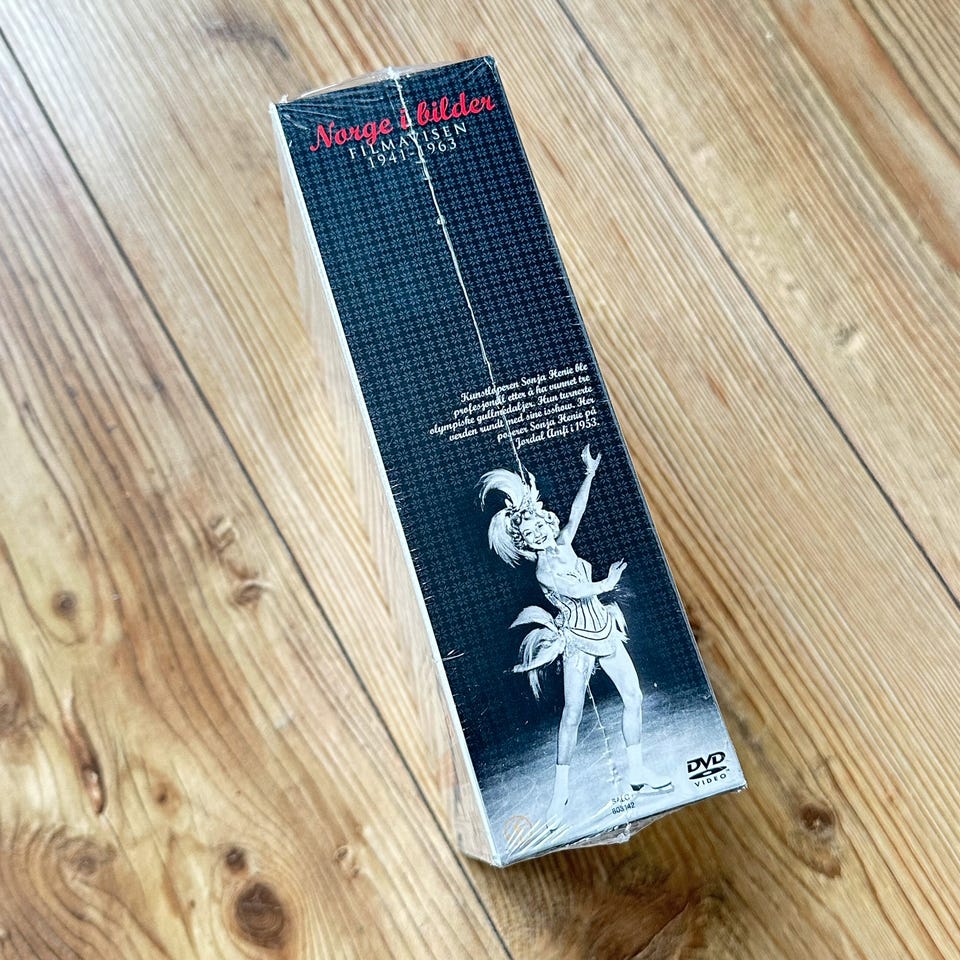 Norge i bilder
FILMAVISEN
1941-1963
Kunstløperen Sonja Henie ble
profesjonell etter å ha vunnet tre
olympiske gullmedaljer. Hun turnerte
verden rundt med sine isshow. Her
poserer Sonja Henie på
Jordal Amfi i 1953.
DVD
VIDEO
603142